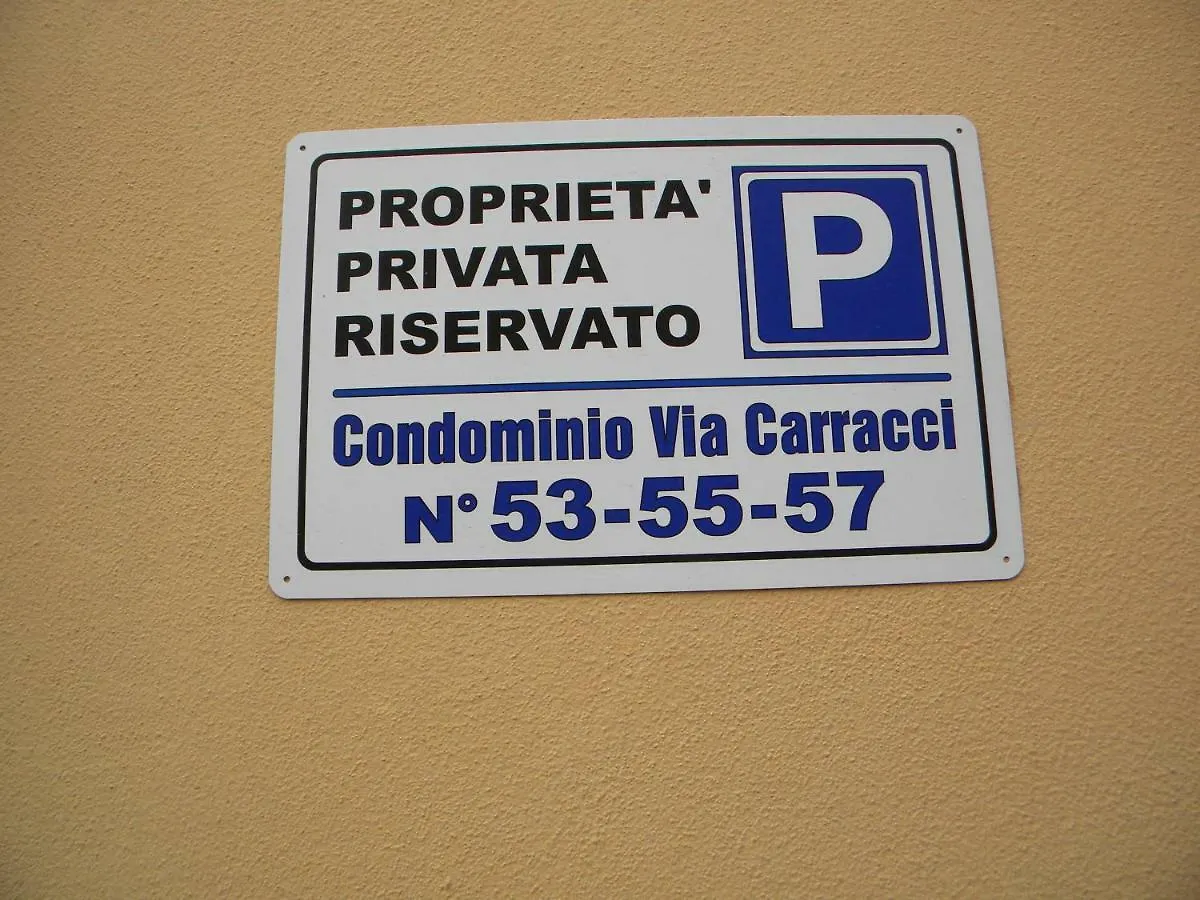 PROPRIETA'
PRIVATA
RISERVATO
P
Condominio Via Carracci
N° 53-55-57